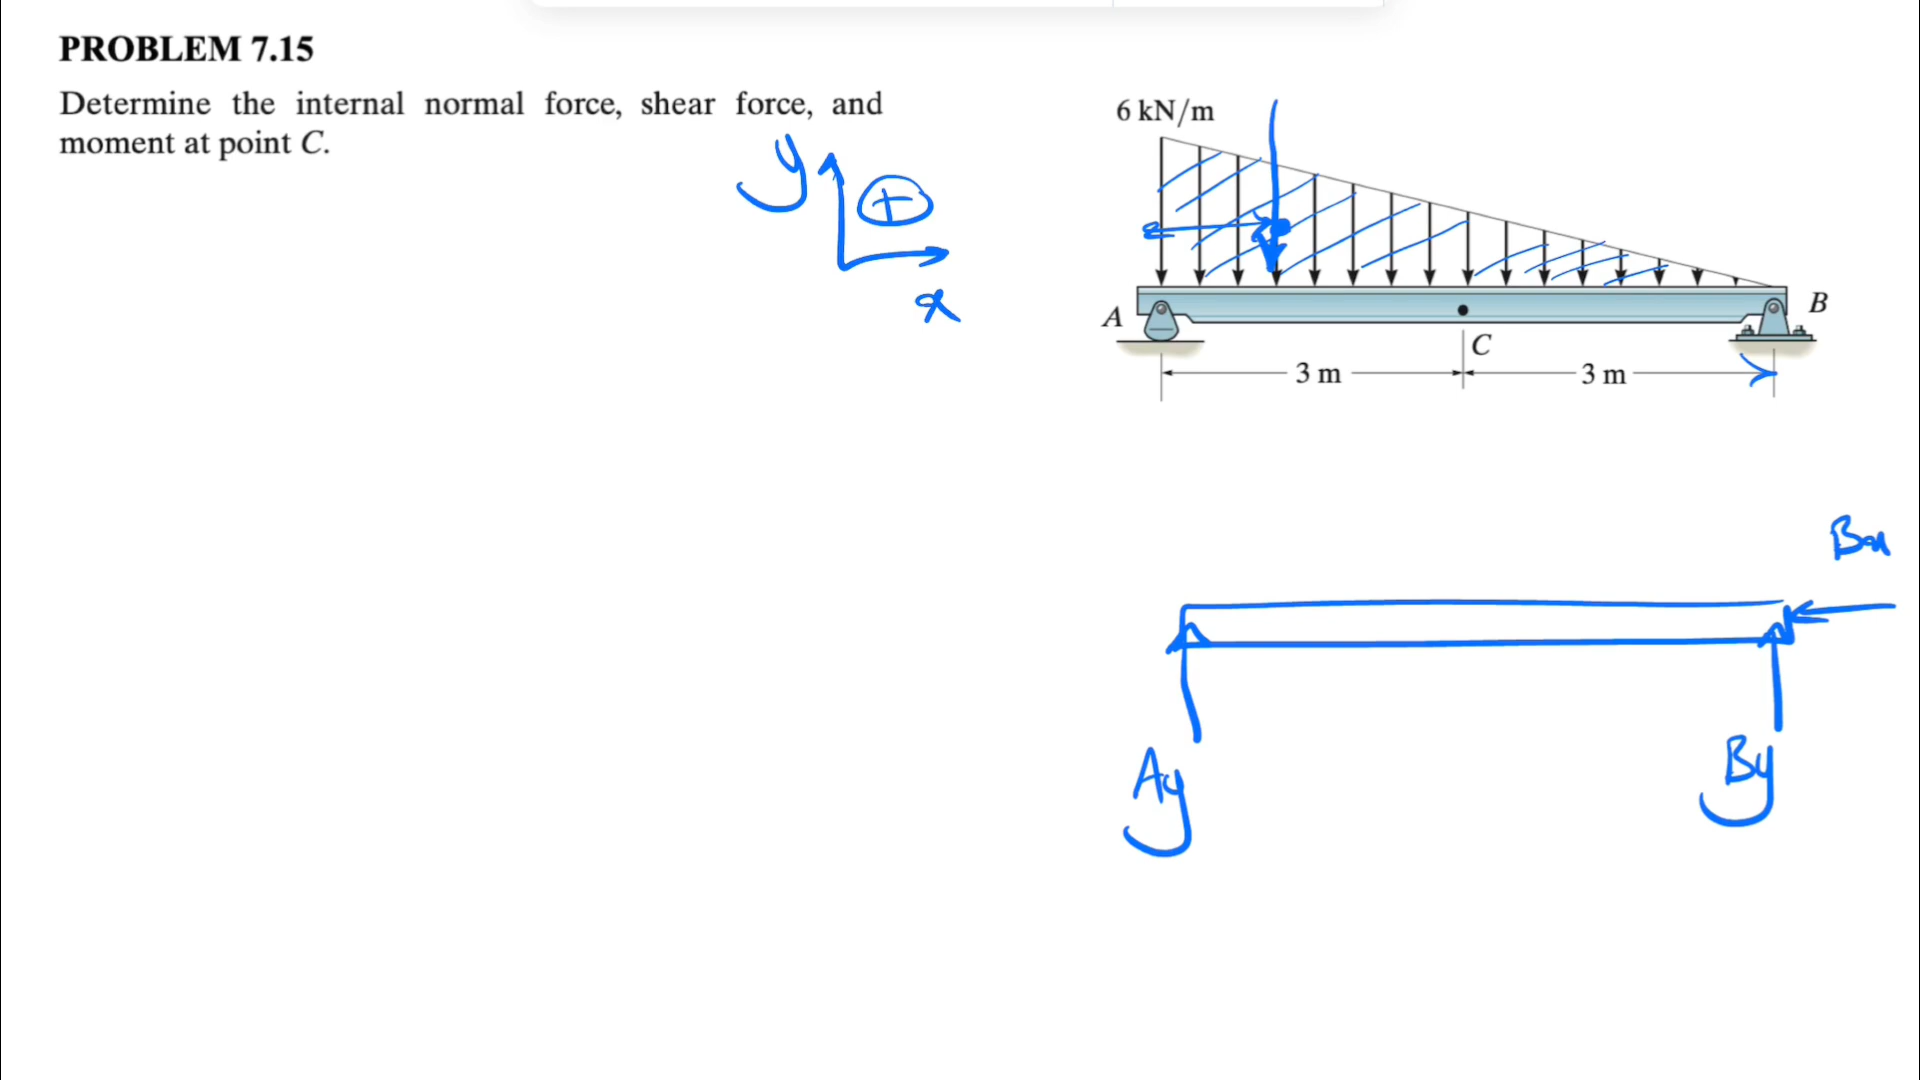 PROBLEM 7.15
Determine the internal normal force, shear force, and
moment at point C.
y
+
x
6 kN/m
A
B
C
3 m
3 m
Bx
Ay
By